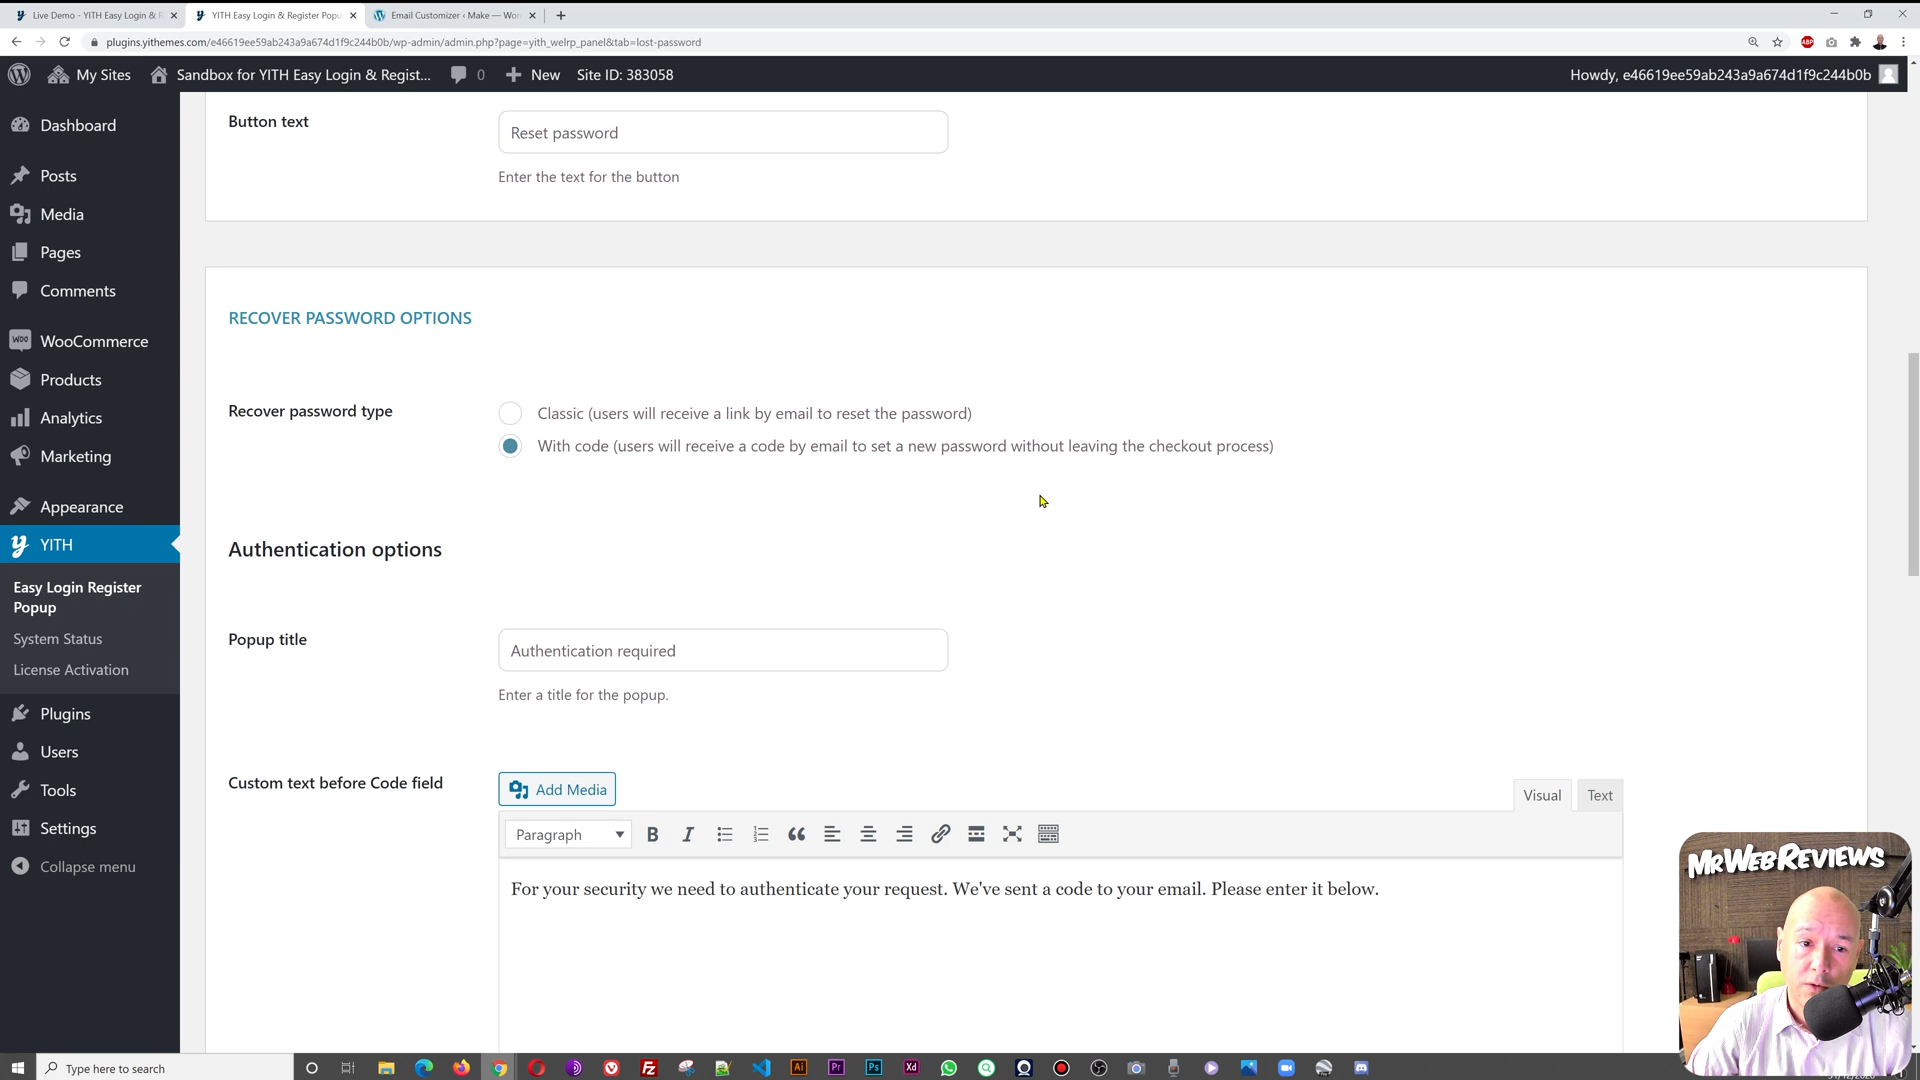 Live Demo - YITH Easy Login & R
YITH Easy Login & Register Popu
Email Customizer ‹ Make — Wor
plugins.yithemes.com/e46619ee59ab243a9a674d1f9c244b0b/wp-admin/admin.php?page=yith_welrp_panel&tab=lost-password
ABP
My Sites
Sandbox for YITH Easy Login & Regist...
0
New
Site ID: 383058
Howdy, e46619ee59ab243a9a674d1f9c244b0b
Dashboard
Posts
Media
Pages
Comments
WooCommerce
Products
Analytics
Marketing
Appearance
YITH
Easy Login Register
Popup
System Status
License Activation
Plugins
Users
Tools
Settings
Collapse menu
Button text
Reset password
Enter the text for the button
RECOVER PASSWORD OPTIONS
Recover password type
Classic (users will receive a link by email to reset the password)
With code (users will receive a code by email to set a new password without leaving the checkout process)
Authentication options
Popup title
Authentication required
Enter a title for the popup.
Custom text before Code field
Add Media
Visual
Text
Paragraph
For your security we need to authenticate your request. We've sent a code to your email. Please enter it below.
MRWEBREVIEWS
Type here to search